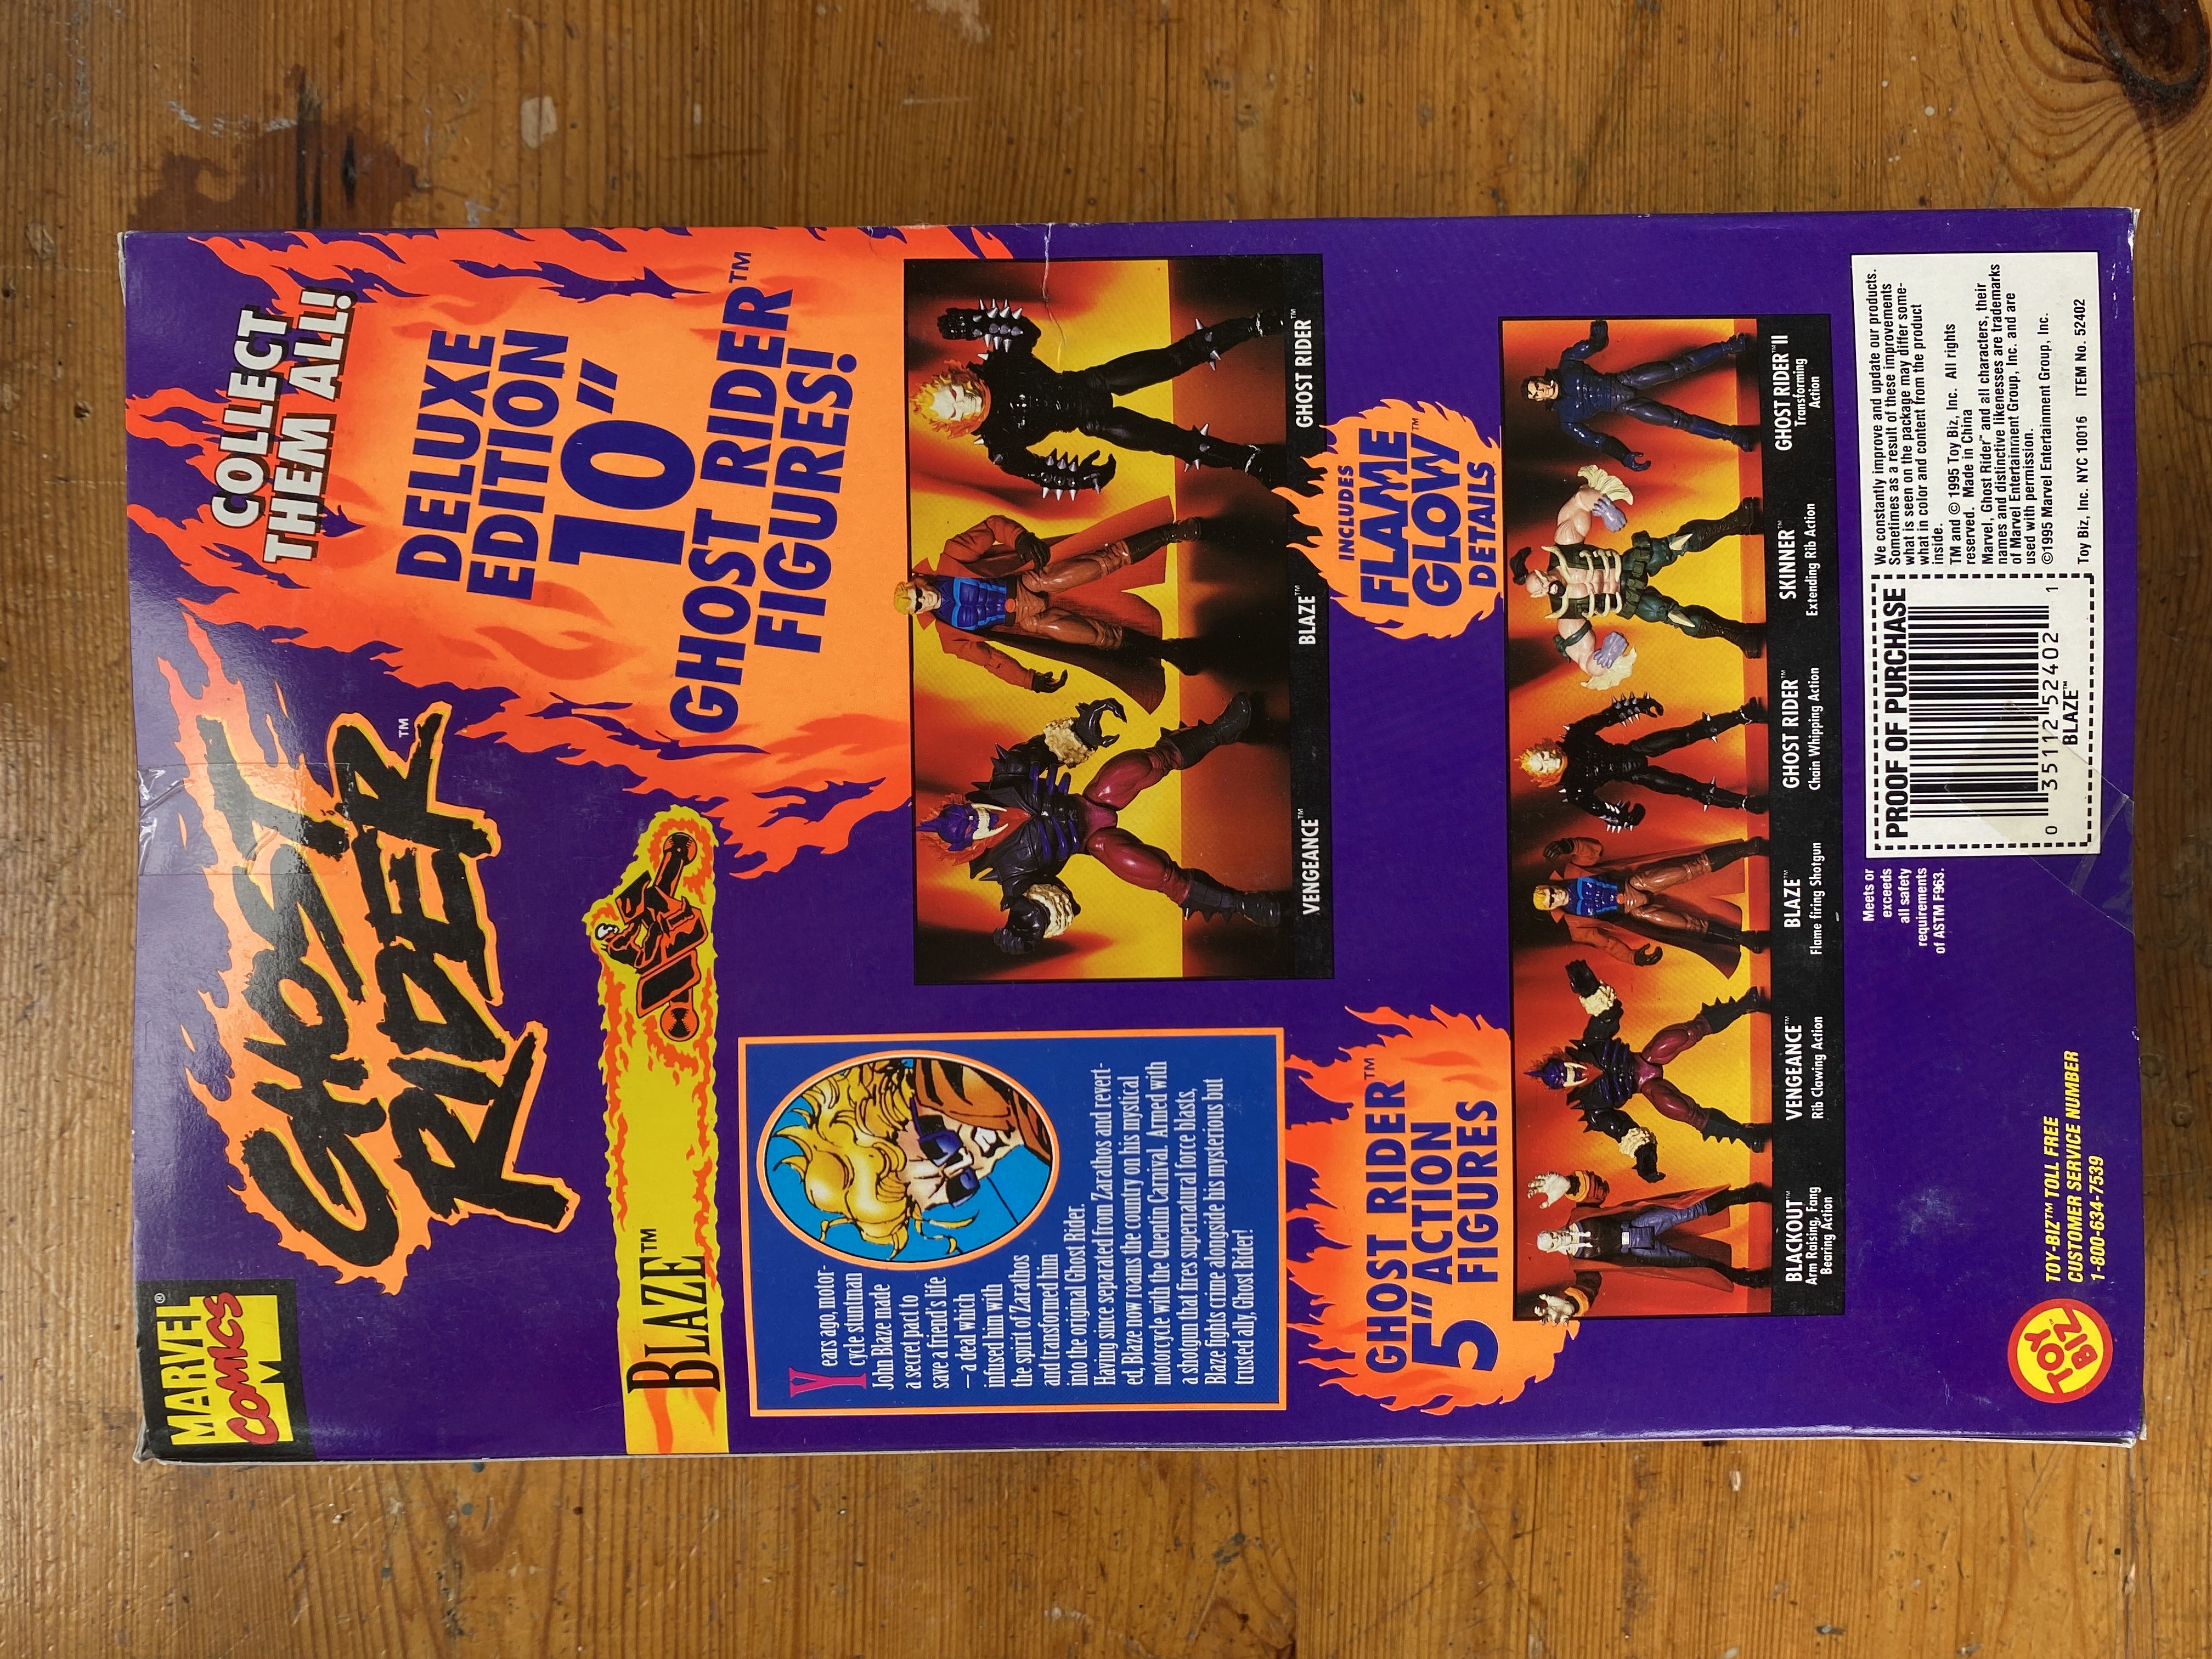 MARVEL®
COMICS
GHOST
RIDER™
COLLECT
THEM ALL!
DELUXE
EDITION
10"
GHOST RIDER™
FIGURES!
BLAZE™
Years ago, motor-
cycle stuntman
John Blaze made
a secret pact to
save a friend's life
— a deal which
infused him with
the spirit of Zarathos
and transformed him
into the original Ghost Rider.
Having since separated from Zarathos and revert-
ed, Blaze now roams the country on his mystical
motorcycle with the Quentin Carnival. Armed with
a shotgun that fires supernatural force blasts,
Blaze fights crime alongside his mysterious but
trusted ally, Ghost Rider!
VENGEANCE™
BLAZE™
GHOST RIDER™
INCLUDES
FLAME
GLOW™
DETAILS
GHOST RIDER™
5" ACTION
FIGURES
BLACKOUT™
Arm Raising, Fang
Bearing Action
VENGEANCE™
Rib Clawing Action
BLAZE™
Flame firing Shotgun
GHOST RIDER™
Chain Whipping Action
SKINNER™
Extending Rib Action
GHOST RIDER™ II
Transforming
Action
TOY
BIZ
TOY-BIZ™ TOLL FREE
CUSTOMER SERVICE NUMBER
1-800-634-7539
Meets or
exceeds
all safety
requirements
of ASTM F963.
PROOF OF PURCHASE
0 35112 52402 1
BLAZE™
We constantly improve and update our products.
Sometimes as a result of these improvements
what is seen on the package may differ some-
what in color and content from the product
inside.
TM and © 1995 Toy Biz, Inc. All rights
reserved. Made in China
Marvel, Ghost Rider™ and all characters, their
names and distinctive likenesses are trademarks
of Marvel Entertainment Group, Inc. and are
used with permission.
©1995 Marvel Entertainment Group, Inc.
Toy Biz, Inc. NYC 10016 ITEM No. 52402